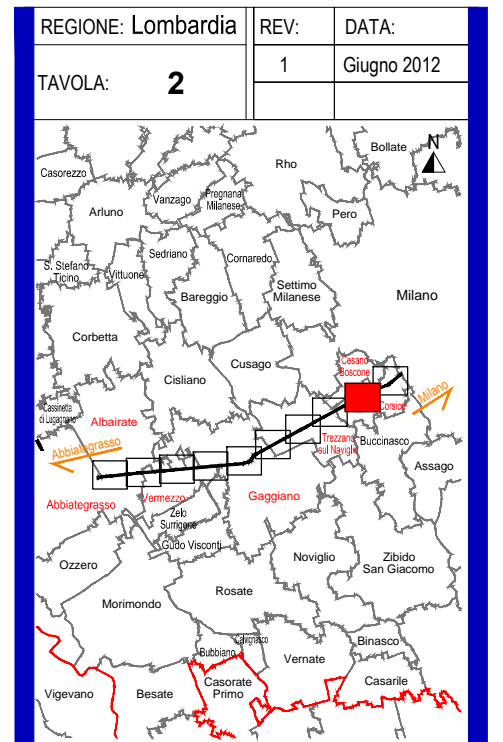 REGIONE: Lombardia
REV:
DATA:
TAVOLA: 2
1
Giugno 2012
Bollate
N
Rho
Casorezzo
Vanzago
Pregnana
Milanese
Arluno
Pero
Sedriano
Cornaredo
S. Stefano
Ticino
Vittuone
Settimo
Milanese
Bareggio
Milano
Corbetta
Cusago
Cesano
Boscone
Cisliano
Milano
Cassinetta
di Lugagnano
Corsico
Albairate
Trezzano
sul Naviglio
Buccinasco
Abbiategrasso
Assago
Vermezzo
Gaggiano
Abbiategrasso
Zelo
Surrigone
Gudo Visconti
Noviglio
Zibido
San Giacomo
Ozzero
Rosate
Morimondo
Calvignasco
Binasco
Bubbiano
Vernate
Casorate
Primo
Casarile
Vigevano
Besate